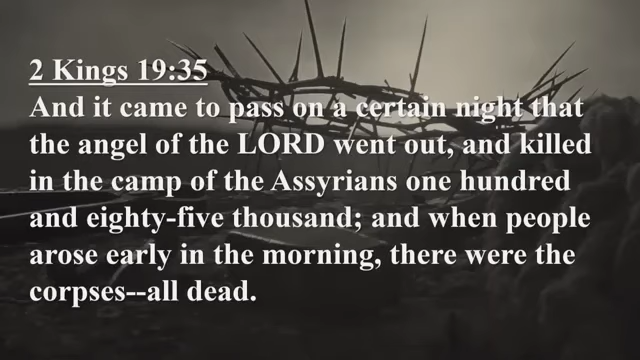 2 Kings 19:35
And it came to pass on a certain night that
the angel of the LORD went out, and killed
in the camp of the Assyrians one hundred
and eighty-five thousand; and when people
arose early in the morning, there were the
corpses--all dead.